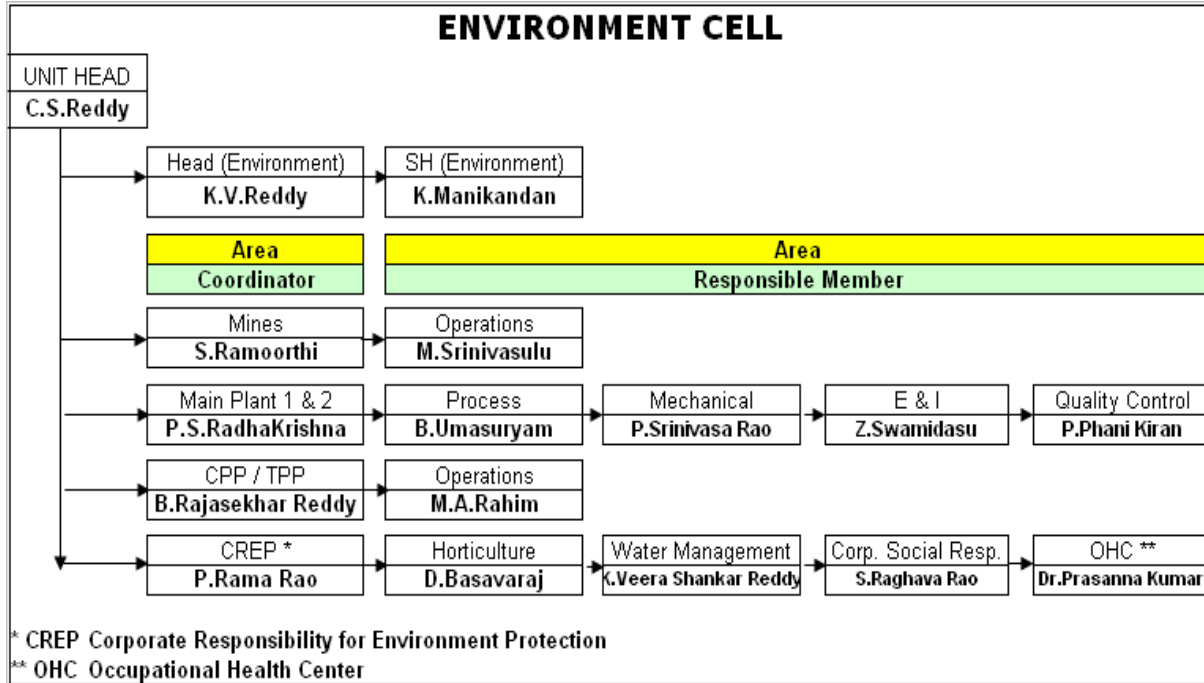 ENVIRONMENT CELL
UNIT HEAD
C.S.Reddy
Head (Environment)
K.V.Reddy
SH (Environment)
K.Manikandan
Area
Coordinator
Area
Responsible Member
Mines
S.Ramoorthi
Operations
M.Srinivasulu
Main Plant 1 & 2
P.S.RadhaKrishna
Process
B.Umasuryam
Mechanical
P.Srinivasa Rao
E & I
Z.Swamidasu
Quality Control
P.Phani Kiran
CPP / TPP
B.Rajasekhar Reddy
Operations
M.A.Rahim
CREP *
P.Rama Rao
Horticulture
D.Basavaraj
Water Management
K.Veera Shankar Reddy
Corp. Social Resp.
S.Raghava Rao
OHC **
Dr.Prasanna Kumar
* CREP Corporate Responsibility for Environment Protection
** OHC Occupational Health Center